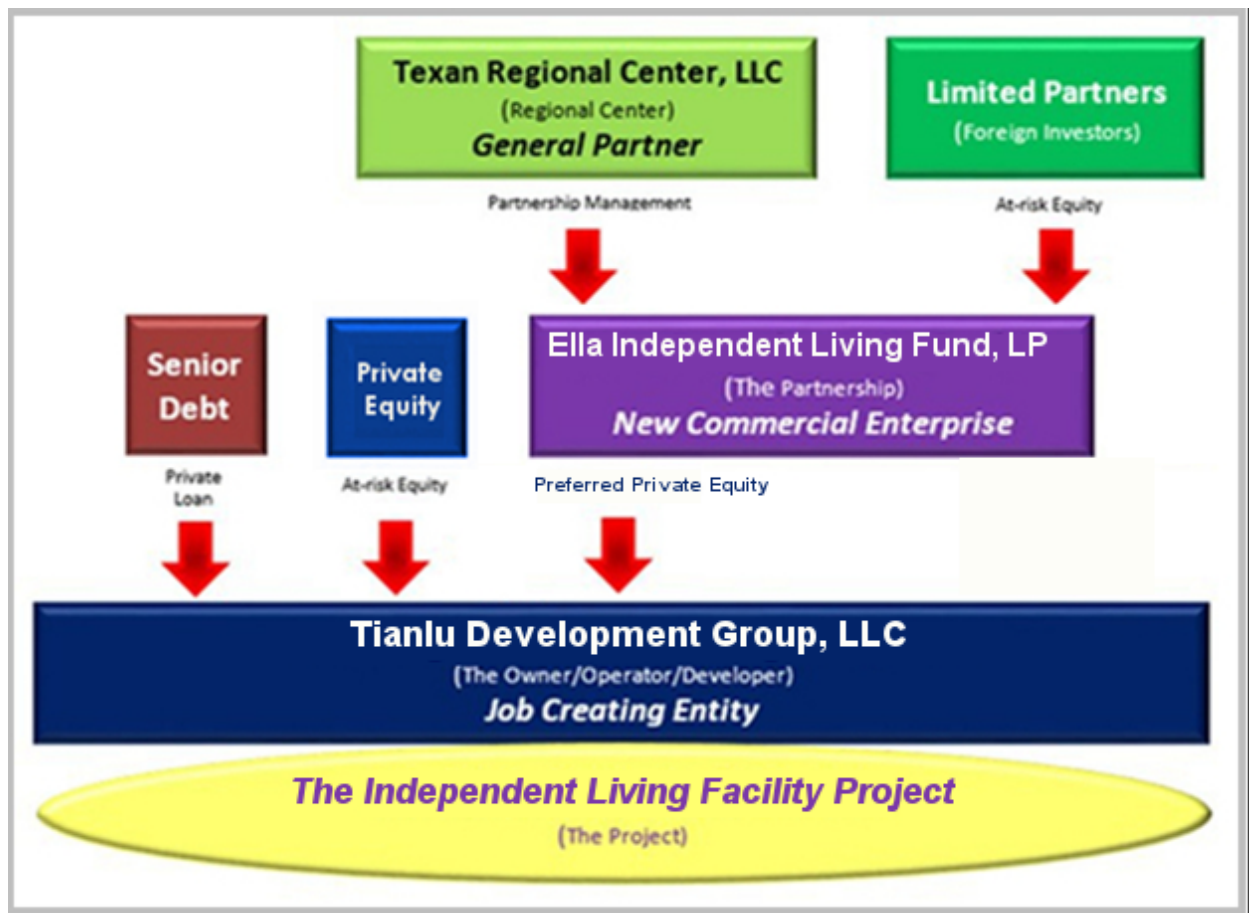 Texan Regional Center, LLC
(Regional Center)
General Partner
Limited Partners
(Foreign Investors)
Partnership Management
At-risk Equity
Senior
Debt
Private
Equity
Ella Independent Living Fund, LP
(The Partnership)
New Commercial Enterprise
Private
Loan
At-risk Equity
Preferred Private Equity
Tianlu Development Group, LLC
(The Owner/Operator/Developer)
Job Creating Entity
The Independent Living Facility Project
(The Project)